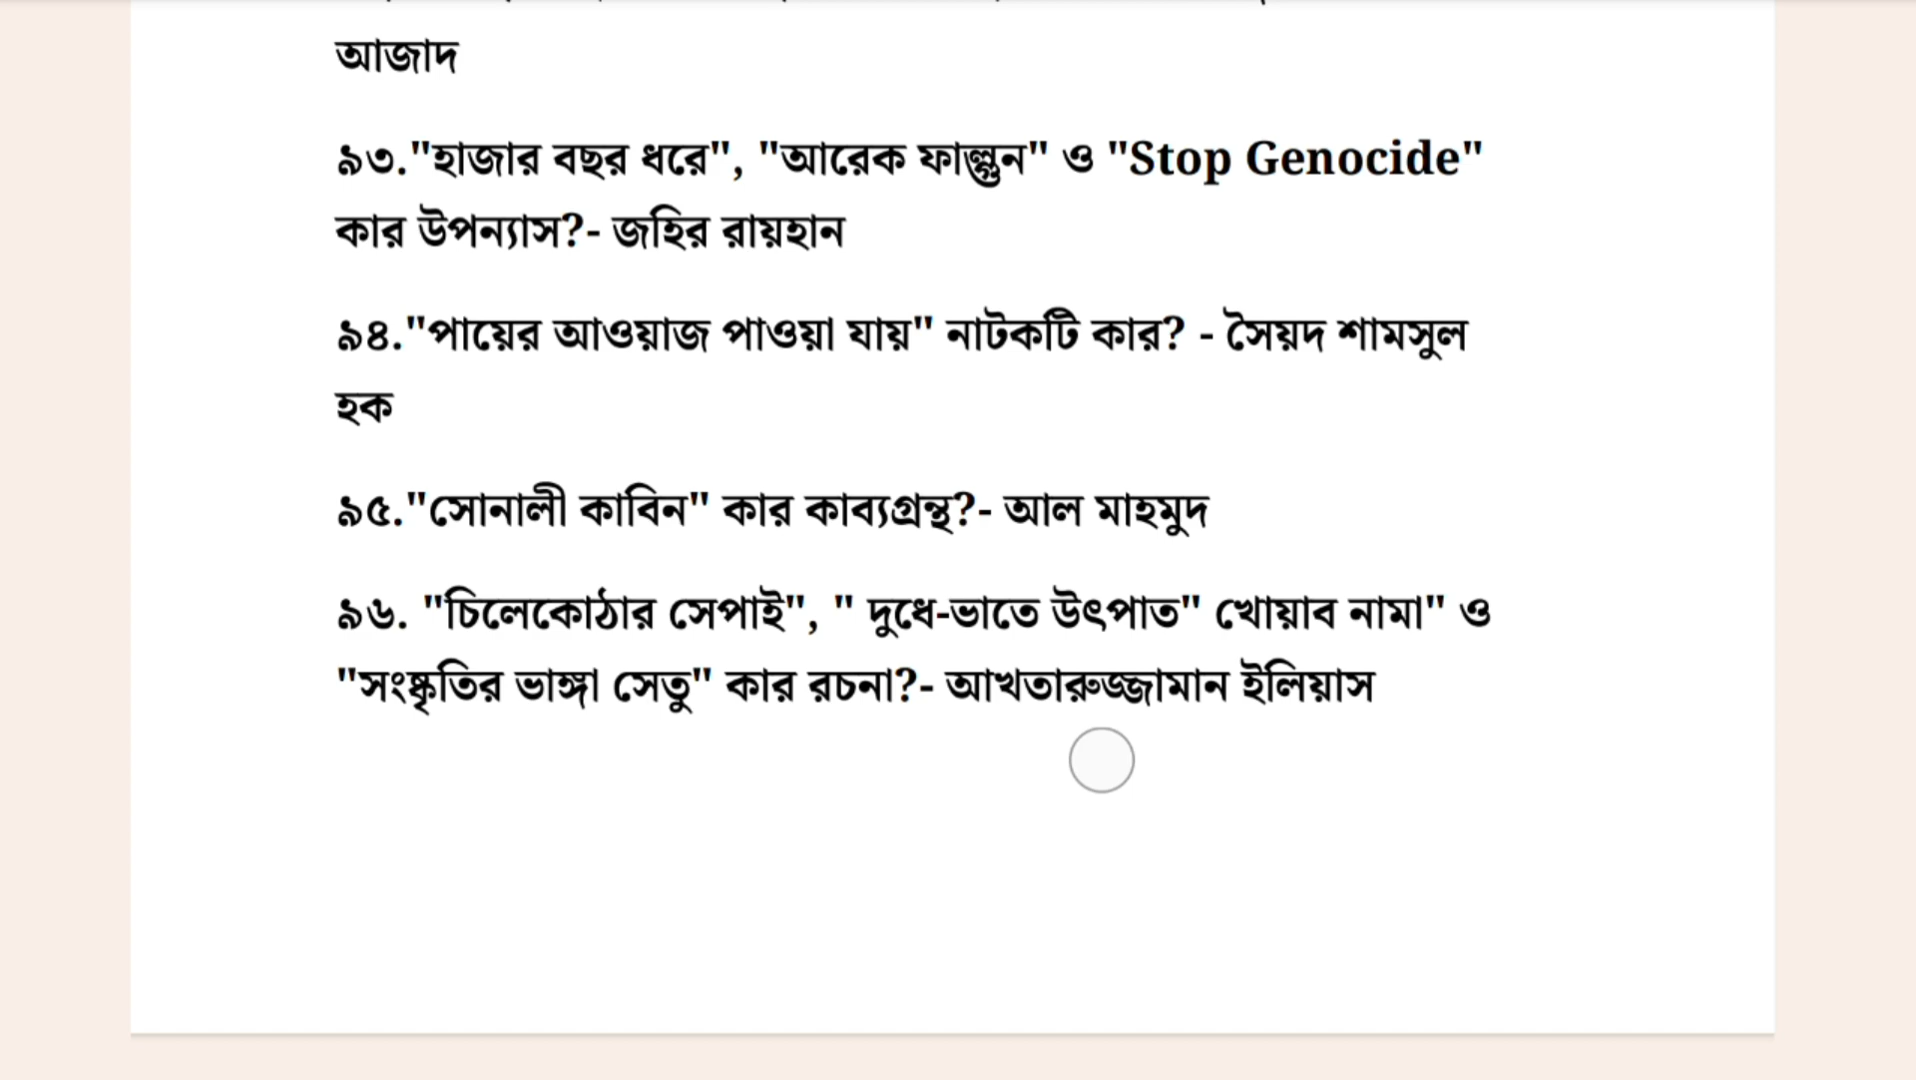 আজাদ
৯৩."হাজার বছর ধরে", "আরেক ফাল্গুন" ও "Stop Genocide"
কার উপন্যাস?- জহির রায়হান
৯৪."পায়ের আওয়াজ পাওয়া যায়" নাটকটি কার? - সৈয়দ শামসুল
হক
৯৫."সোনালী কাবিন" কার কাব্যগ্রন্থ?- আল মাহমুদ
৯৬. "চিলেকোঠার সেপাই", " দুধে-ভাতে উৎপাত" খোয়াব নামা" ও
"সংষ্কৃতির ভাঙ্গা সেতু" কার রচনা?- আখতারুজ্জামান ইলিয়াস